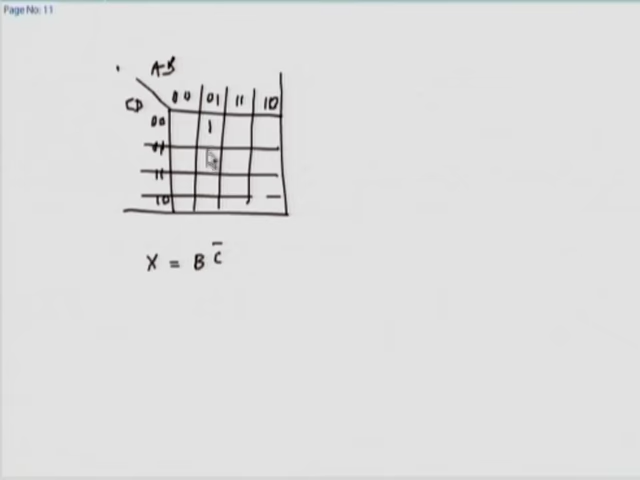 Page No: 11
AB
CD 00 01 11 10
00 1
01
11
10
X = B C̅